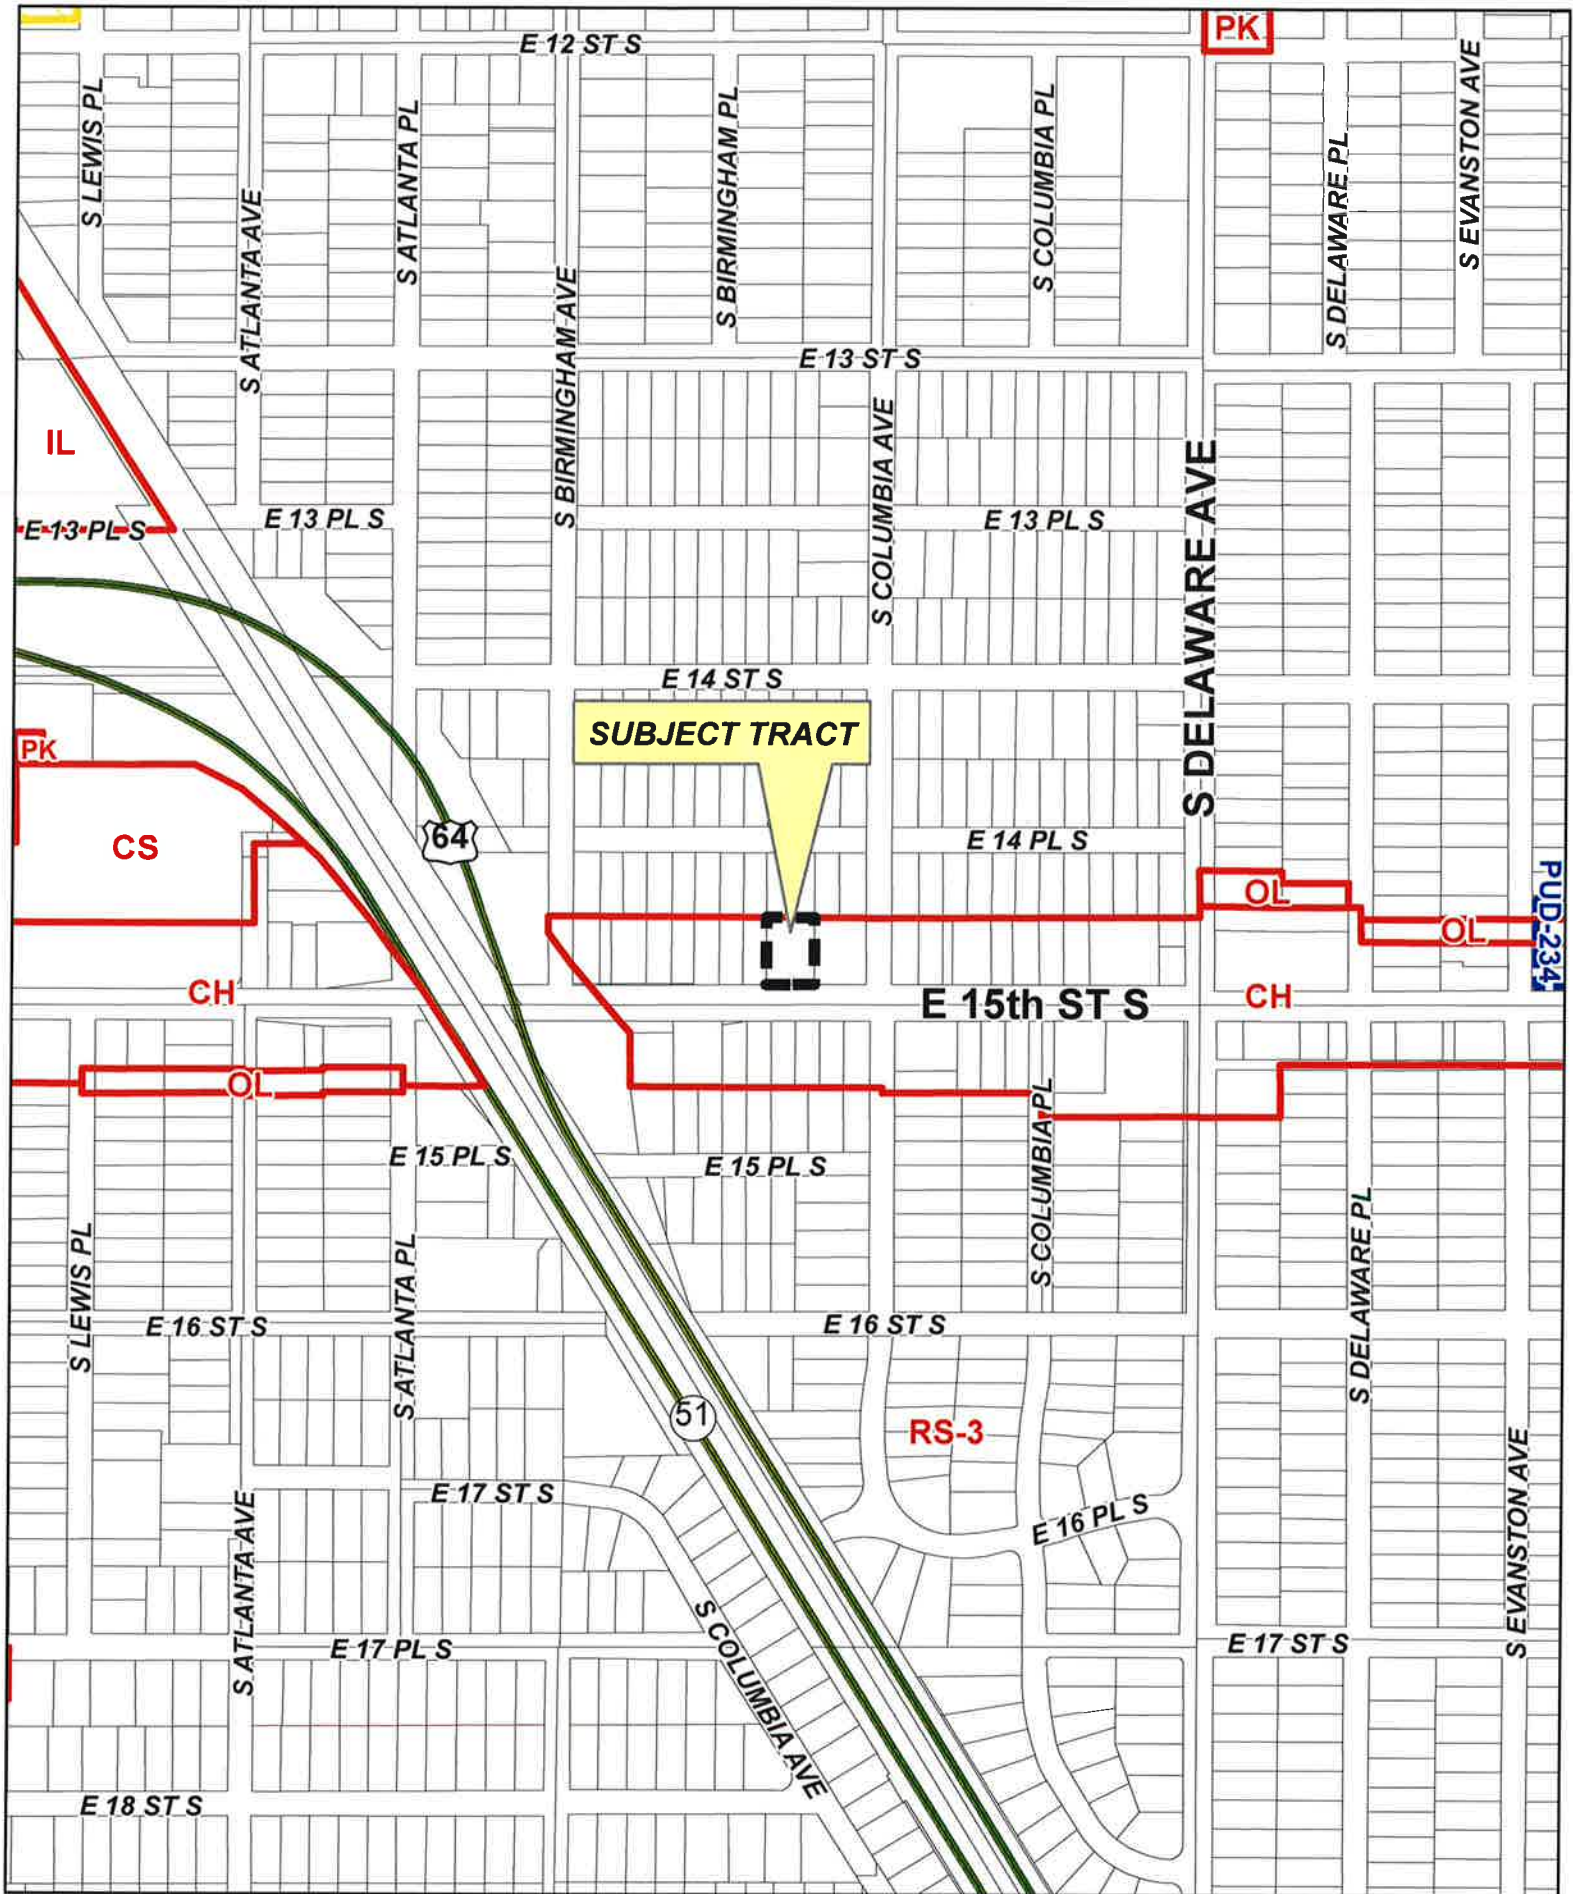 PK
E 12 ST S
S LEWIS PL
S ATLANTA AVE
S ATLANTA PL
S BIRMINGHAM AVE
S BIRMINGHAM PL
S COLUMBIA PL
S DELAWARE PL
S EVANSTON AVE
E 13 ST S
S COLUMBIA AVE
S DELAWARE AVE
IL
E 13 PL S
E 13 PL S
E 13 PL S
E 14 ST S
SUBJECT TRACT
PK
CS
64
E 14 PL S
OL
OL
PUD-234
CH
E 15th ST S
CH
OL
E 15 PL S
E 15 PL S
S COLUMBIA PL
S LEWIS PL
S ATLANTA PL
S DELAWARE PL
E 16 ST S
E 16 ST S
51
RS-3
E 17 ST S
E 16 PL S
S ATLANTA AVE
S EVANSTON AVE
S COLUMBIA AVE
E 17 PL S
E 17 ST S
E 18 ST S